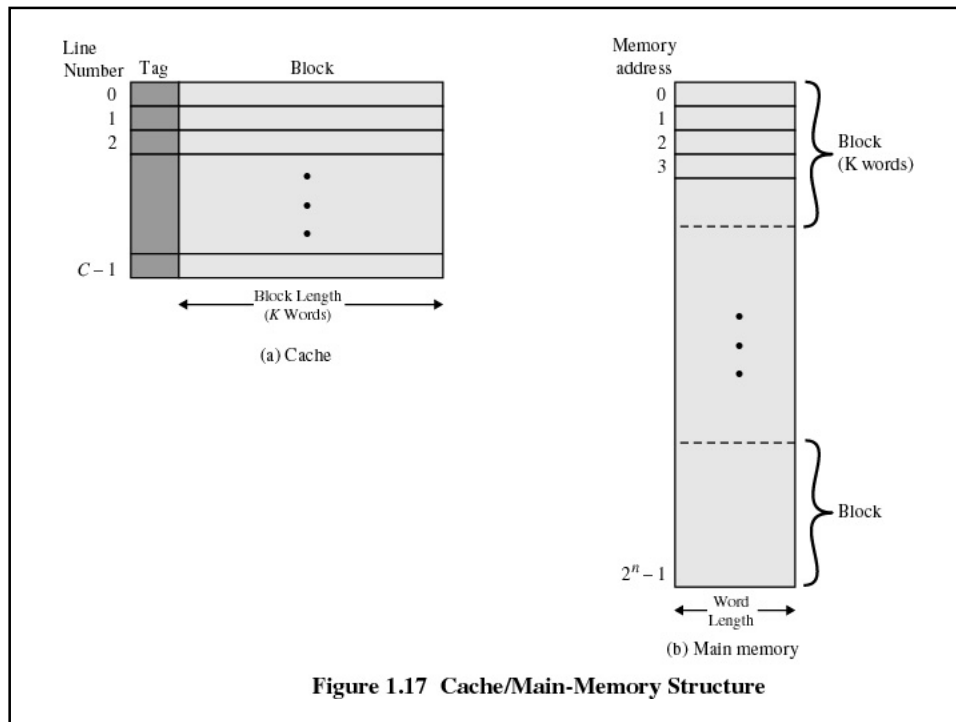 Line
Number
Tag
Block
0
1
2
C – 1
Block Length
(K Words)
(a) Cache
Memory
address
0
1
2
3
2ⁿ – 1
Block
(K words)
Block
Word
Length
(b) Main memory
Figure 1.17 Cache/Main-Memory Structure